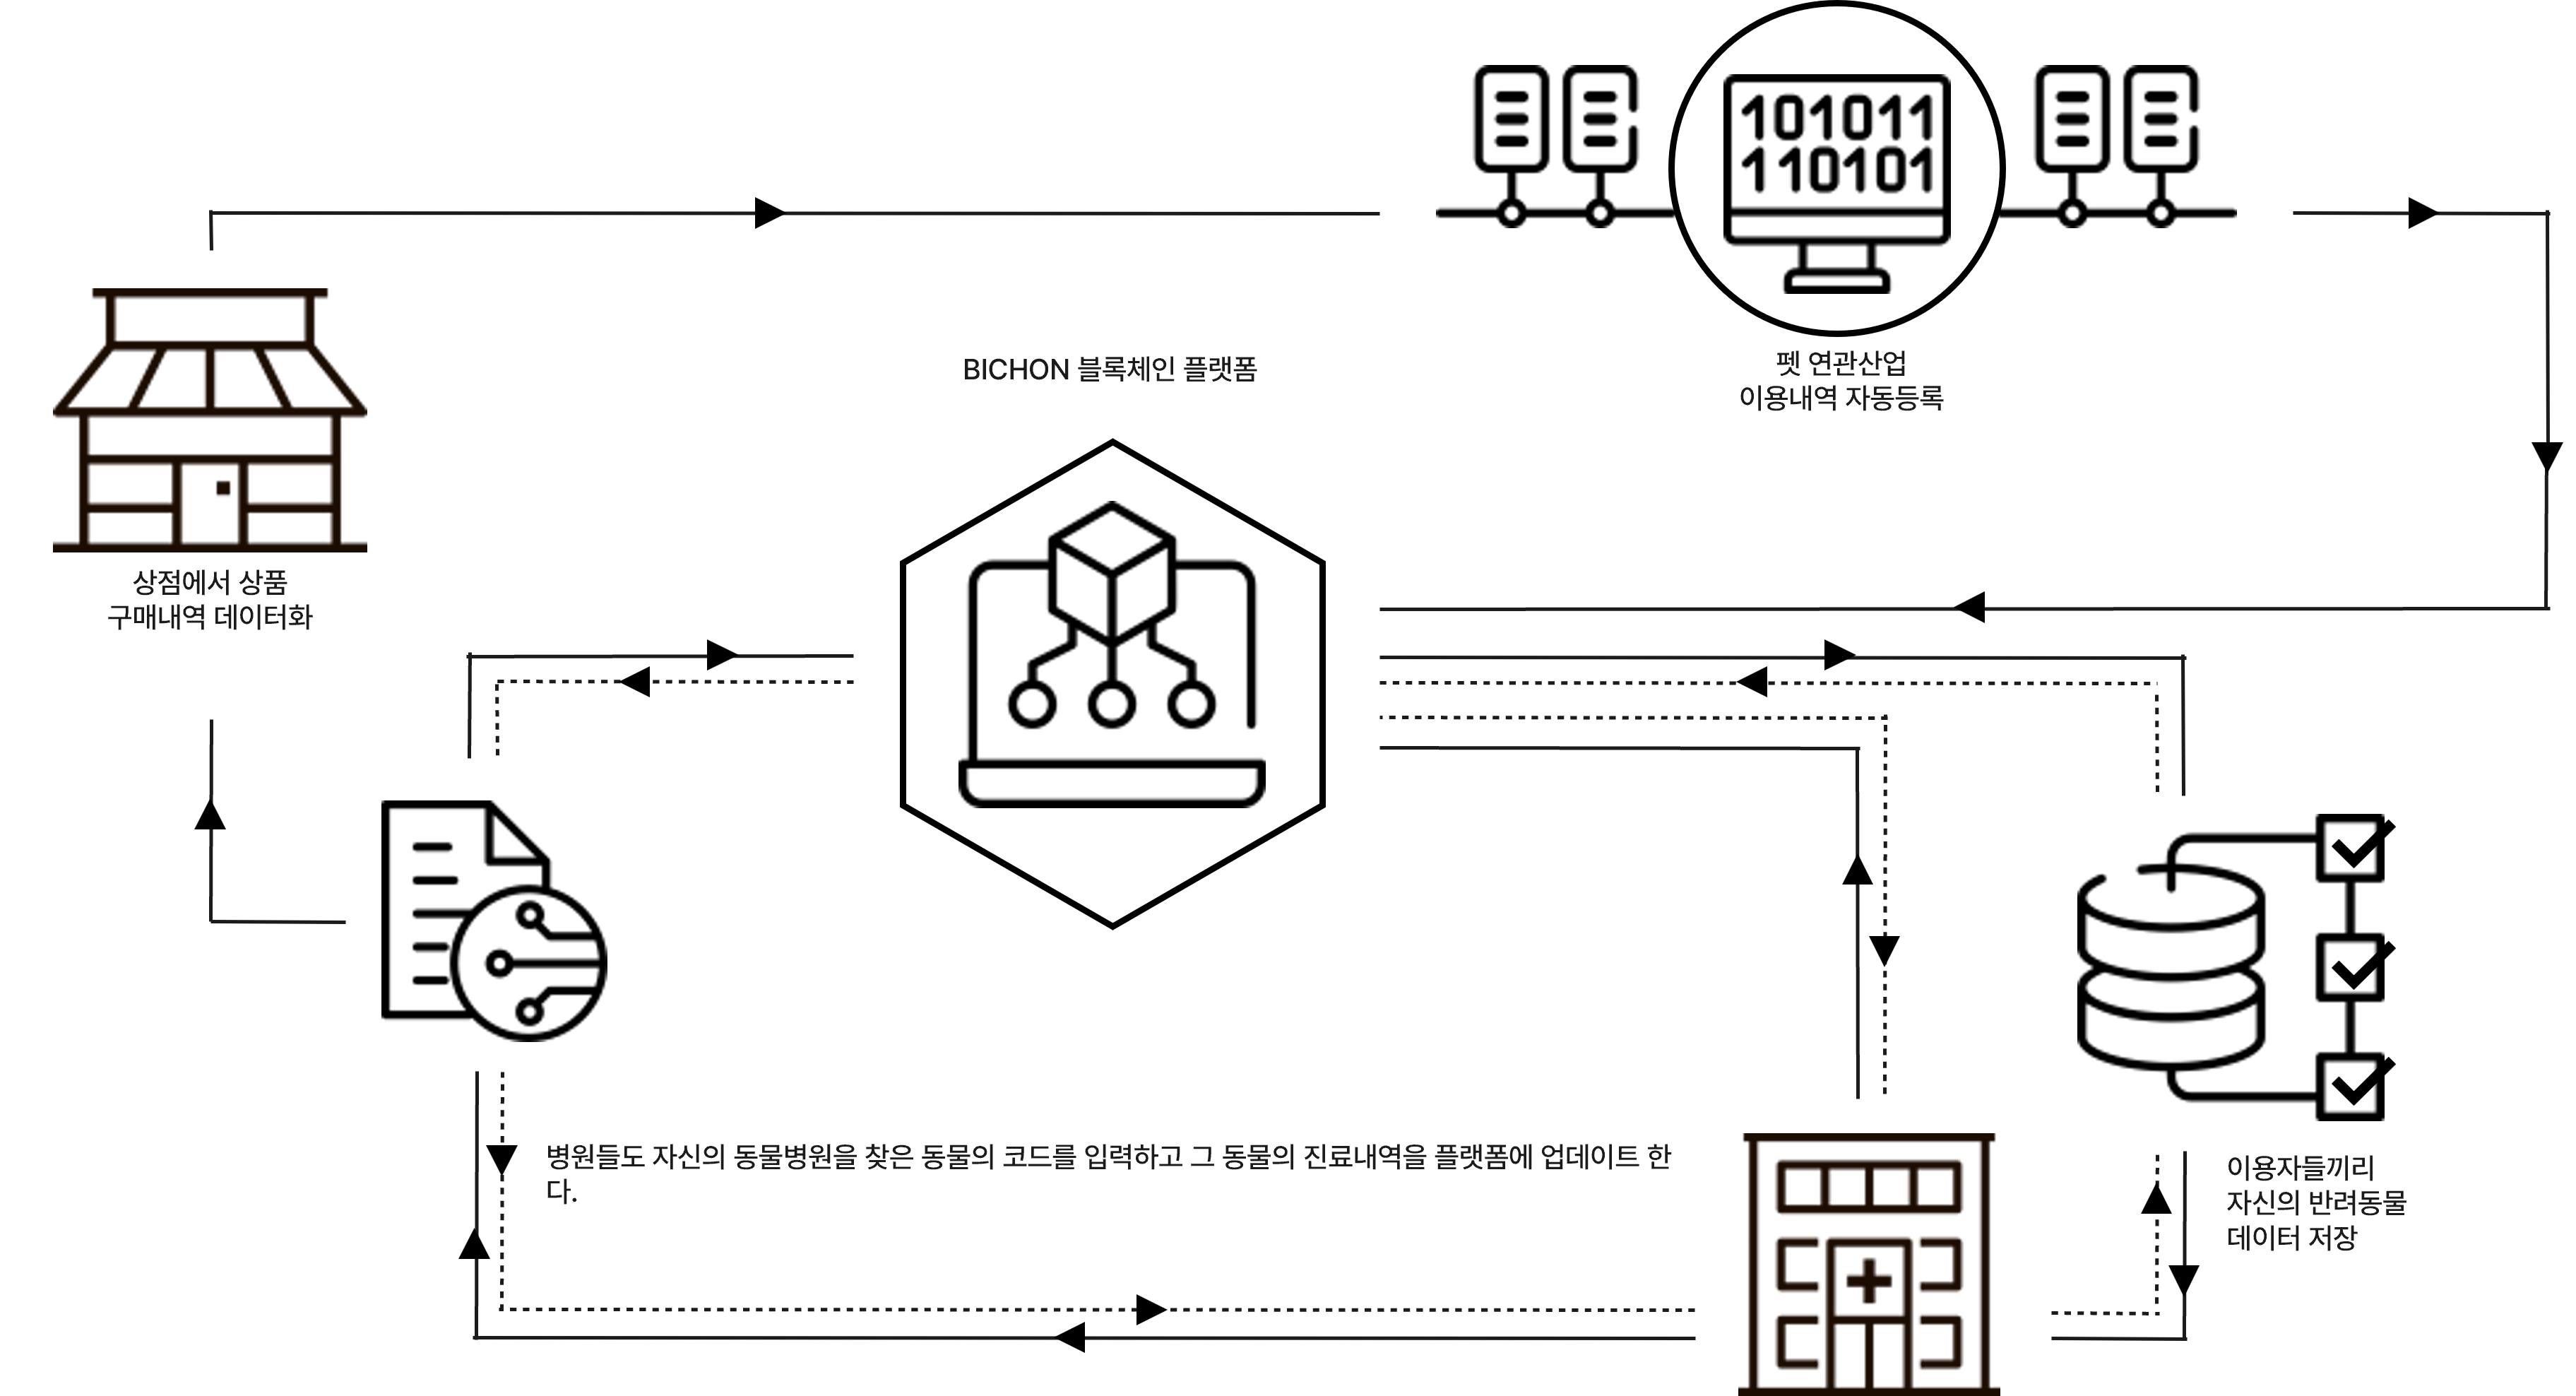 101011
110101
BICHON 블록체인 플랫폼
펫 연관산업
이용내역 자동등록
상점에서 상품
구매내역 데이터화
병원들도 자신의 동물병원을 찾은 동물의 코드를 입력하고 그 동물의 진료내역을 플랫폼에 업데이트 한
다.
이용자들끼리
자신의 반려동물
데이터 저장